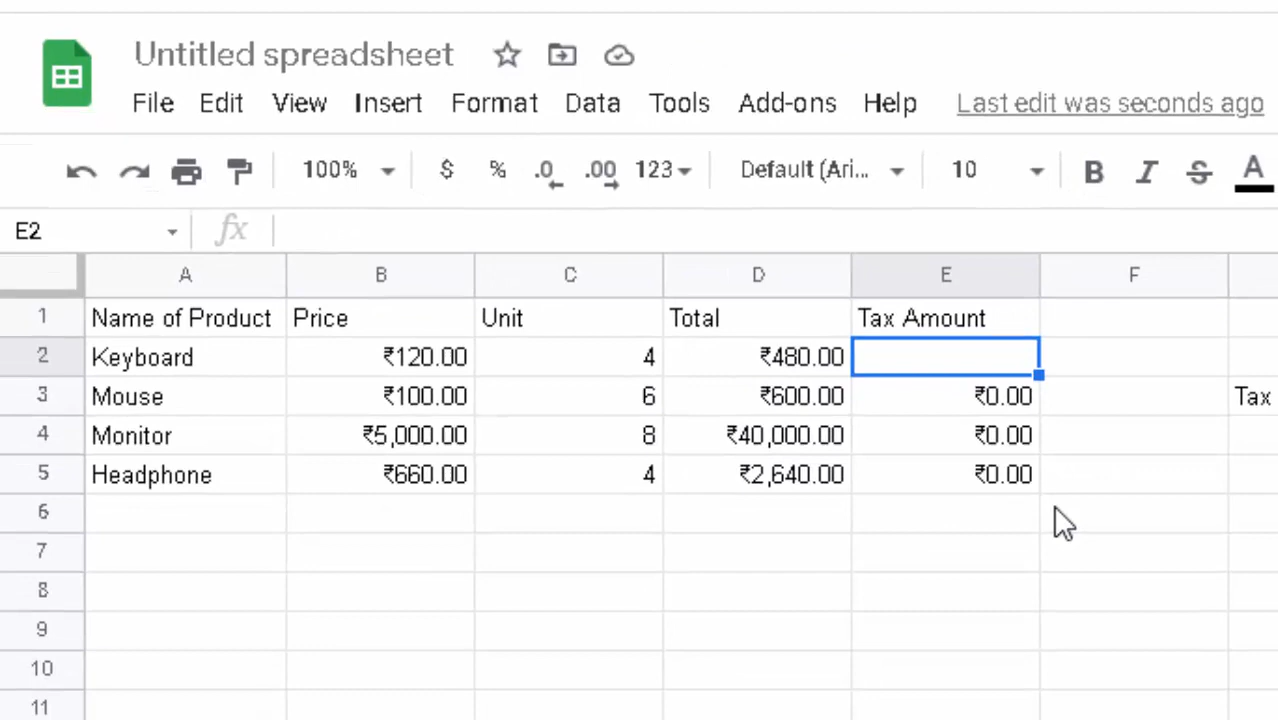 Untitled spreadsheet
File Edit View Insert Format Data Tools Add-ons Help Last edit was seconds ago
100% $ % .0 .00 123 Default (Ari... 10 B I S A
E2 fx
A B C D E F
1 Name of Product Price Unit Total Tax Amount
2 Keyboard ₹120.00 4 ₹480.00
3 Mouse ₹100.00 6 ₹600.00 ₹0.00 Tax
4 Monitor ₹5,000.00 8 ₹40,000.00 ₹0.00
5 Headphone ₹660.00 4 ₹2,640.00 ₹0.00
6
7
8
9
10
11